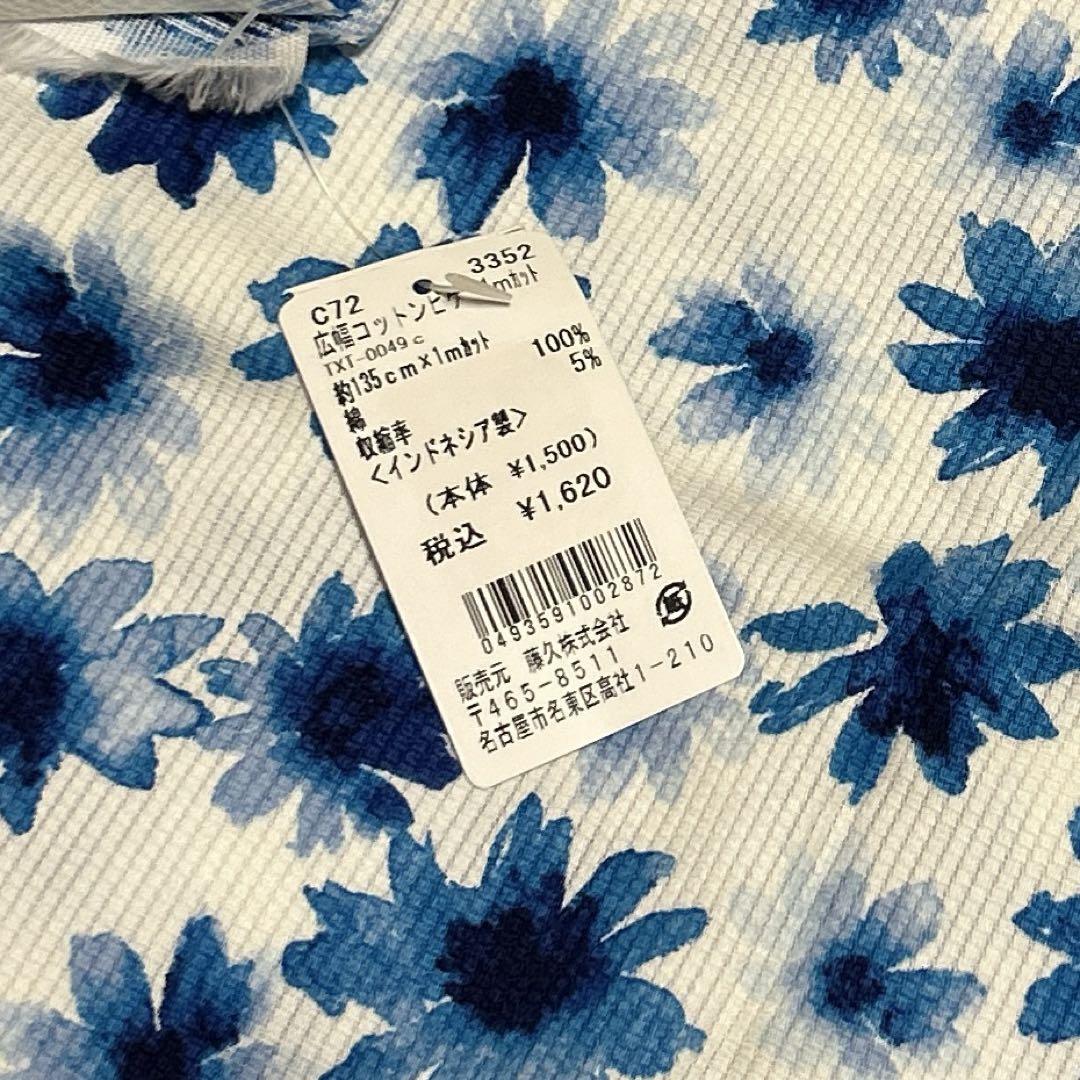 C72 3352
広幅コットンピケ 1mカット
TXT-0049 c
約135cm×1mカット
綿 100%
収縮率 5%
<インドネシア製>
(本体 ¥1,500)
税込 ¥1,620
0493591002872
紙
販売元 藤久株式会社
〒465-8511
名古屋市名東区高社1-210